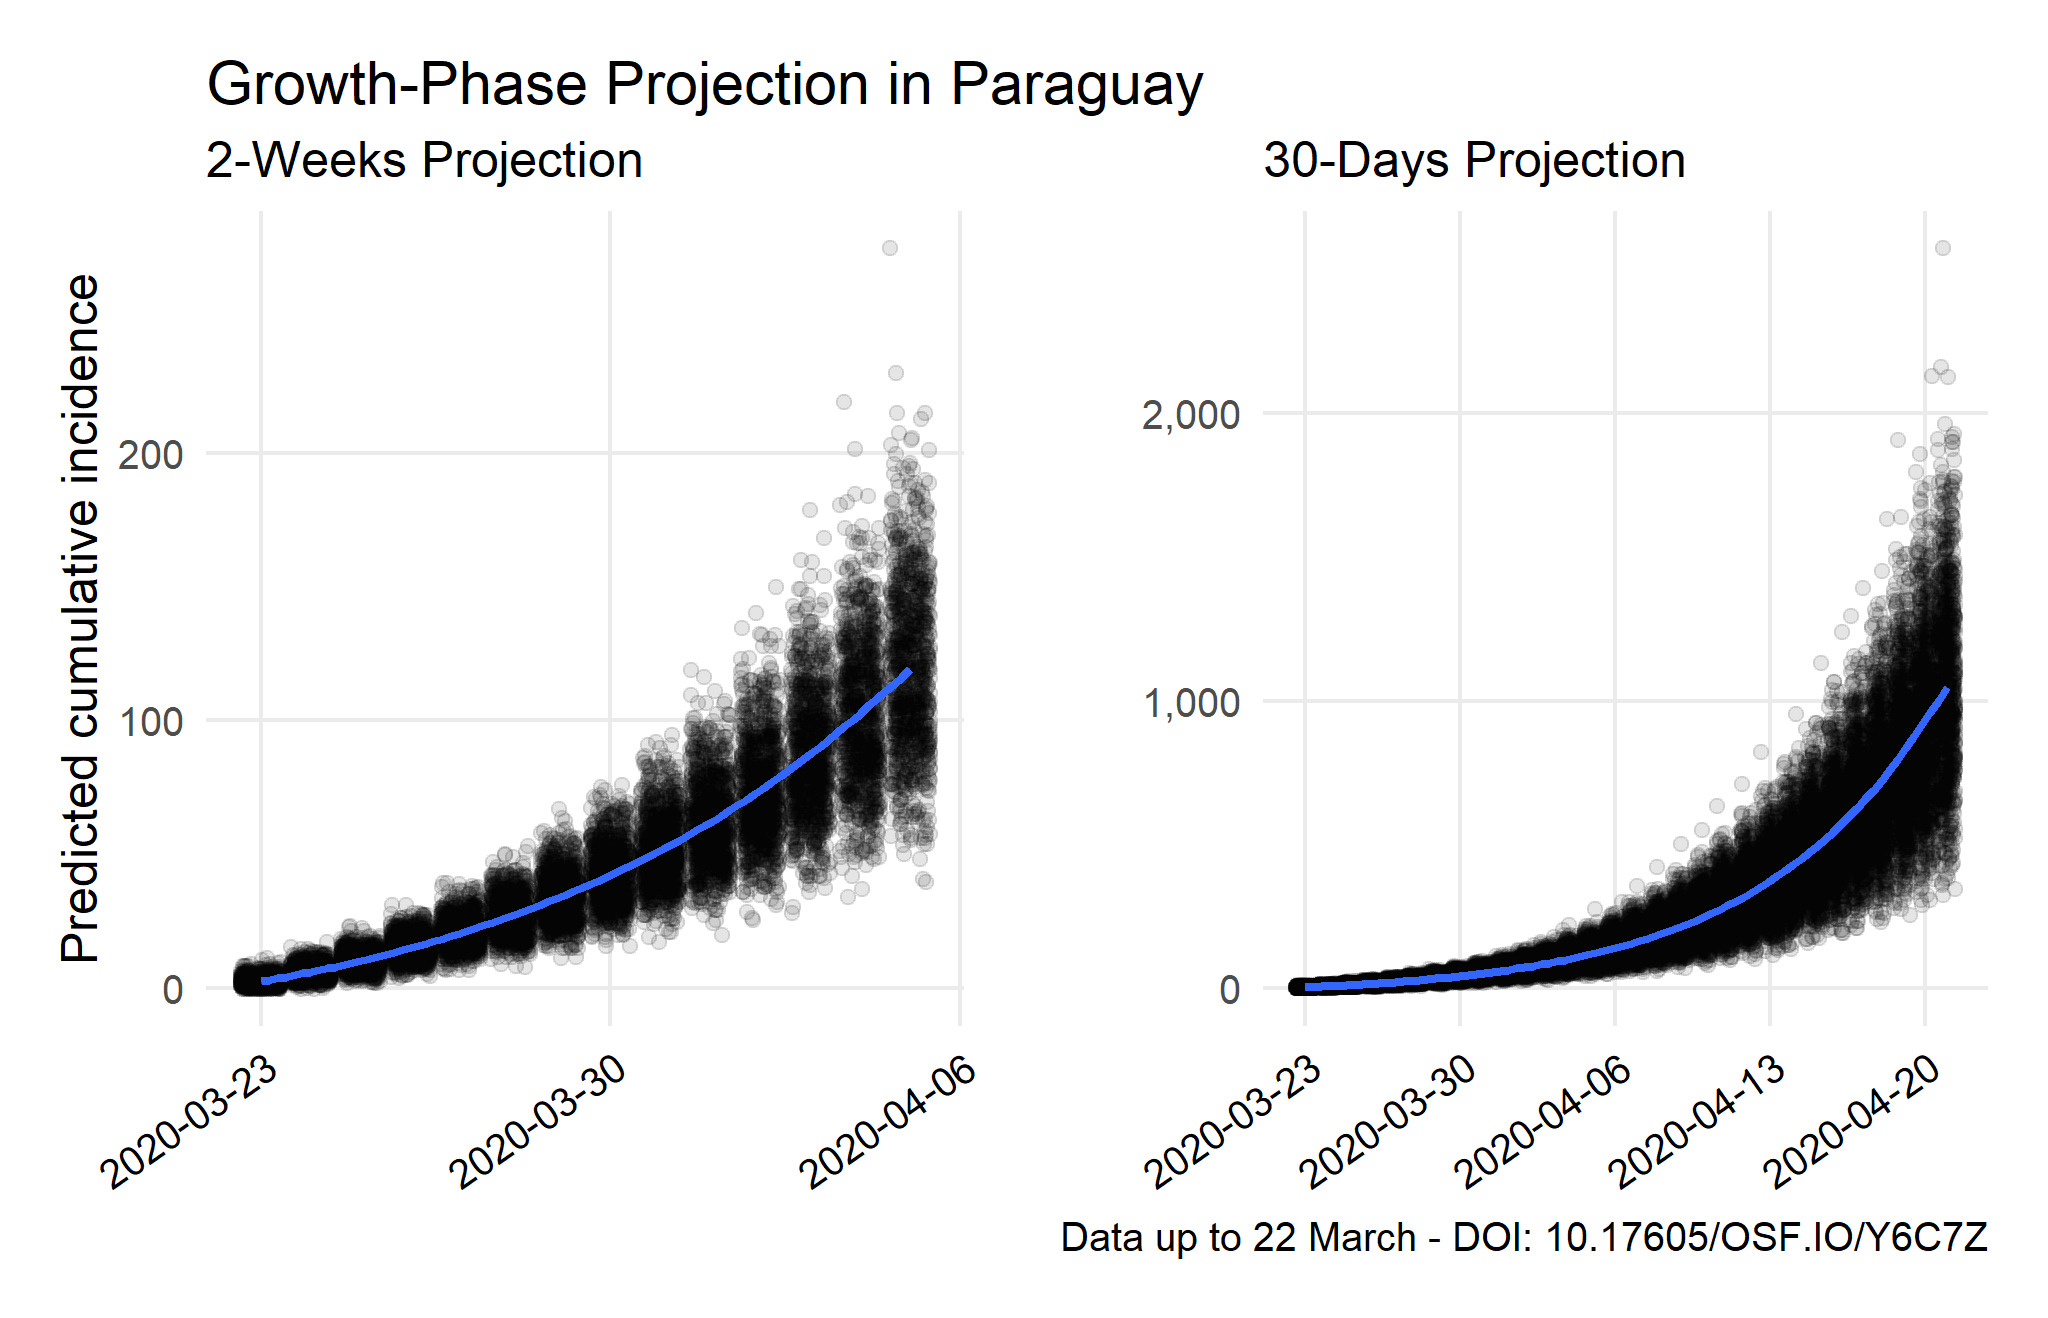 Growth-Phase Projection in Paraguay
2-Weeks Projection
30-Days Projection
Predicted cumulative incidence
200
100
0
2020-03-23
2020-03-30
2020-04-06
2,000
1,000
0
2020-03-23
2020-03-30
2020-04-06
2020-04-13
2020-04-20
Data up to 22 March - DOI: 10.17605/OSF.IO/Y6C7Z